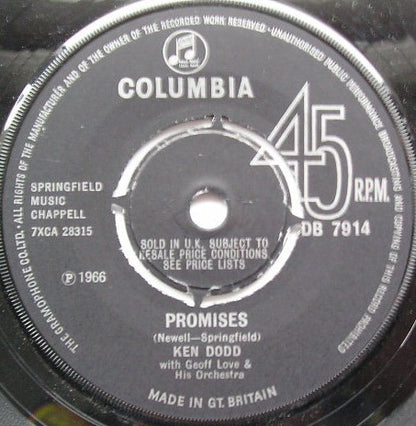 ALL RIGHTS OF THE MANUFACTURER AND OF THE OWNER OF THE RECORDED WORK RESERVED · UNAUTHORISED PUBLIC PERFORMANCE BROADCASTING AND COPYING OF THIS RECORD PROHIBITED
THE GRAMOPHONE CO. LTD.
COLUMBIA
45
R.P.M.
SPRINGFIELD
MUSIC
CHAPPELL
7XCA 28315
DB 7914
SOLD IN U.K. SUBJECT TO
RESALE PRICE CONDITIONS
SEE PRICE LISTS
℗ 1966
PROMISES
(Newell—Springfield)
KEN DODD
with Geoff Love &
His Orchestra
MADE IN GT. BRITAIN